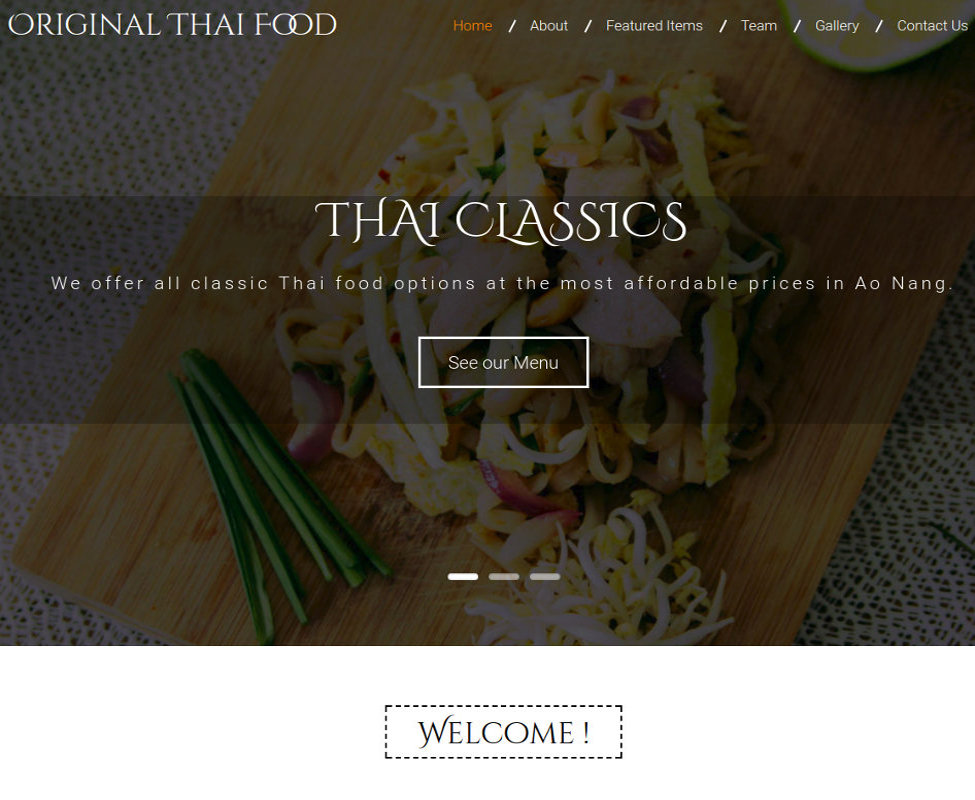 Original Thai Food
Home / About / Featured Items / Team / Gallery / Contact Us
Thai Classics
We offer all classic Thai food options at the most affordable prices in Ao Nang.
See our Menu
Welcome !